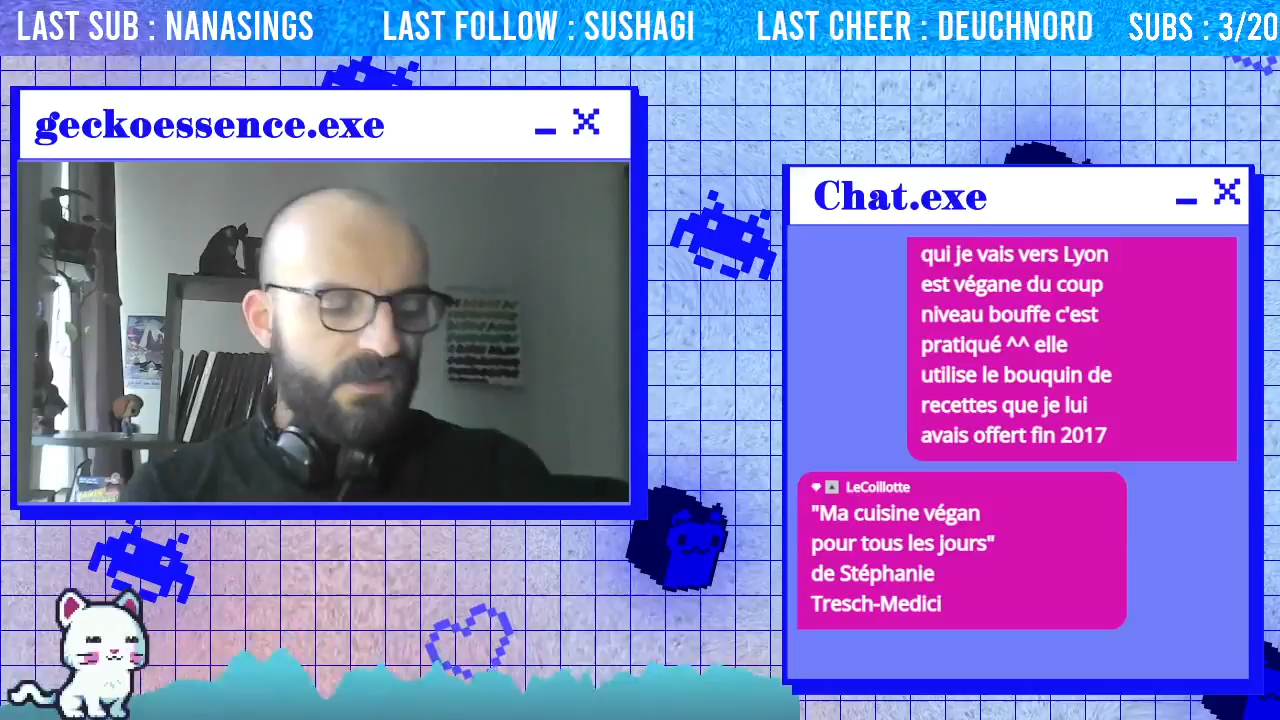 LAST SUB : NANASINGS LAST FOLLOW : SUSHAGI LAST CHEER : DEUCHNORD SUBS : 3/20
geckoessence.exe
Chat.exe
qui je vais vers Lyon
est végane du coup
niveau bouffe c'est
pratiqué ^^ elle
utilise le bouquin de
recettes que je lui
avais offert fin 2017
LeCoillotte
"Ma cuisine végan
pour tous les jours"
de Stéphanie
Tresch-Medici